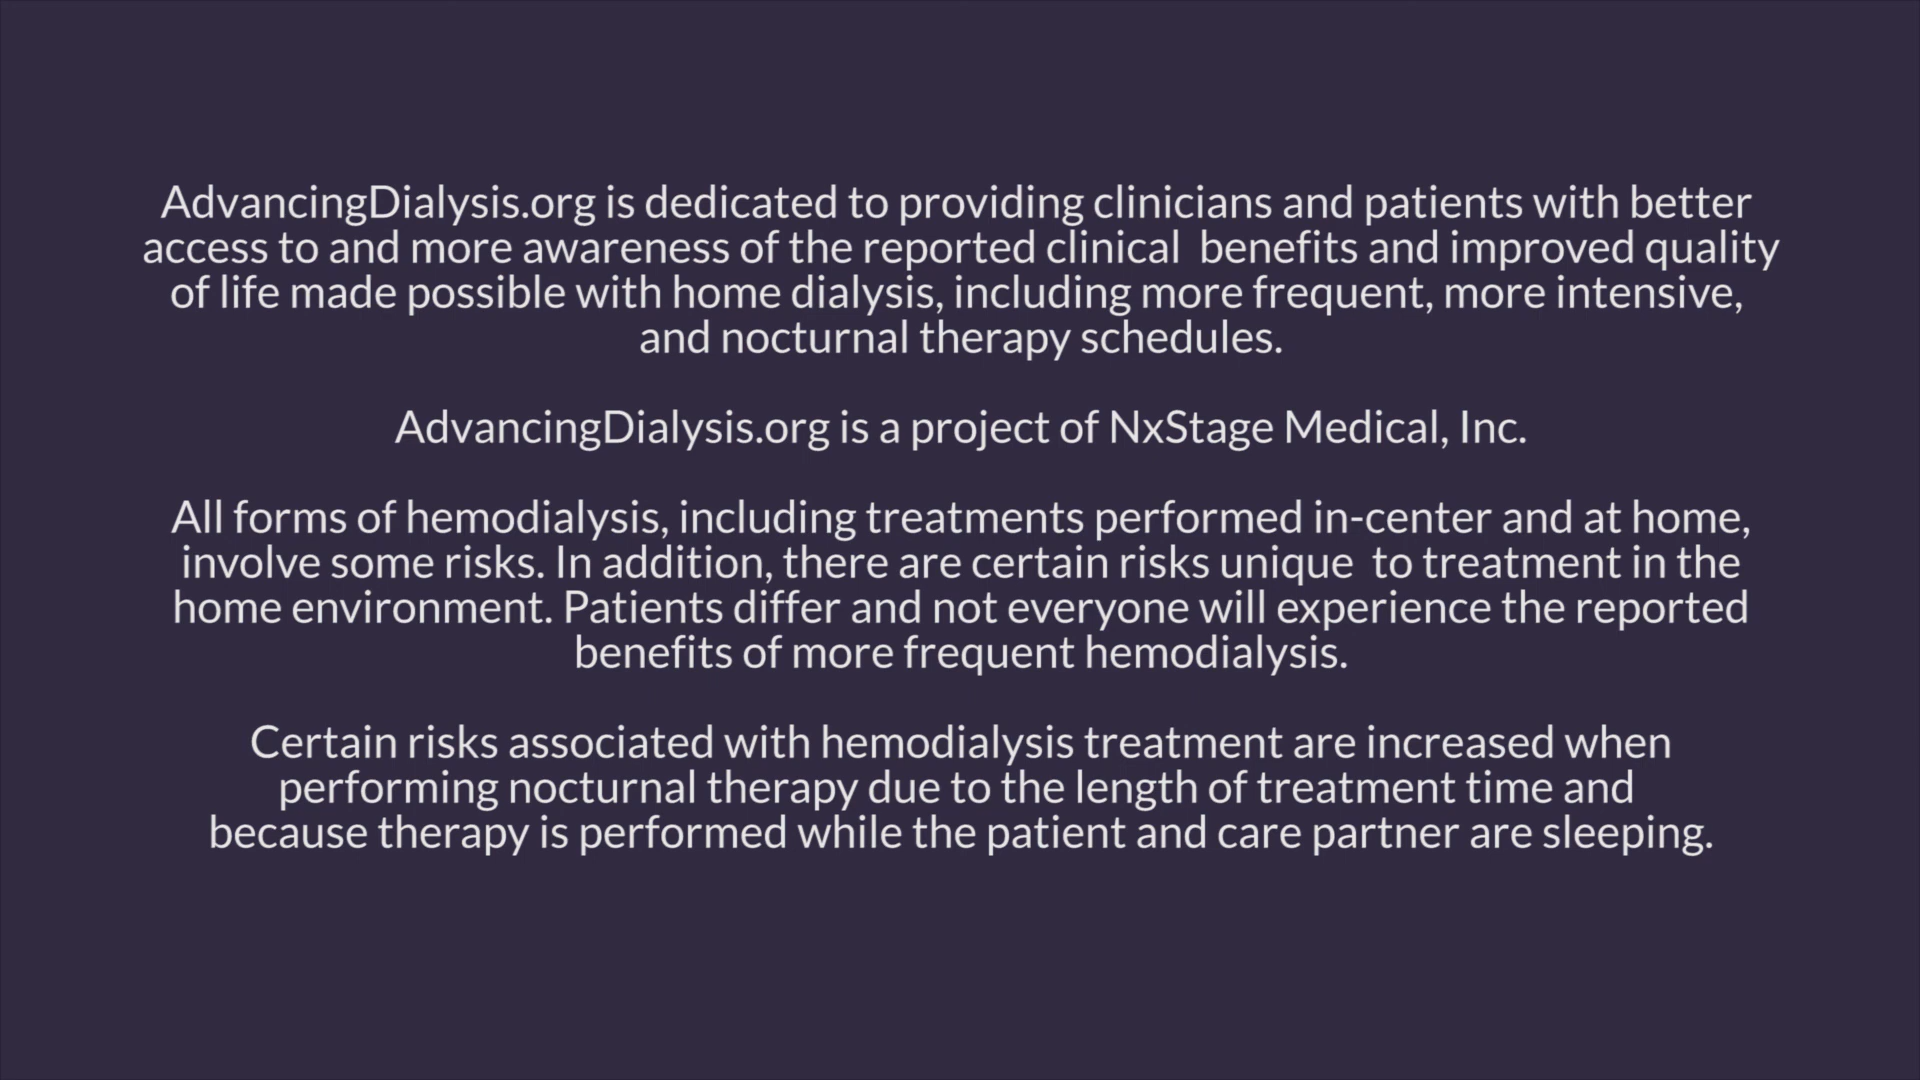 AdvancingDialysis.org is dedicated to providing clinicians and patients with better
access to and more awareness of the reported clinical  benefits and improved quality
of life made possible with home dialysis, including more frequent, more intensive,
and nocturnal therapy schedules.
AdvancingDialysis.org is a project of NxStage Medical, Inc.
All forms of hemodialysis, including treatments performed in-center and at home,
involve some risks. In addition, there are certain risks unique  to treatment in the
home environment. Patients differ and not everyone will experience the reported
benefits of more frequent hemodialysis.
Certain risks associated with hemodialysis treatment are increased when
performing nocturnal therapy due to the length of treatment time and
because therapy is performed while the patient and care partner are sleeping.